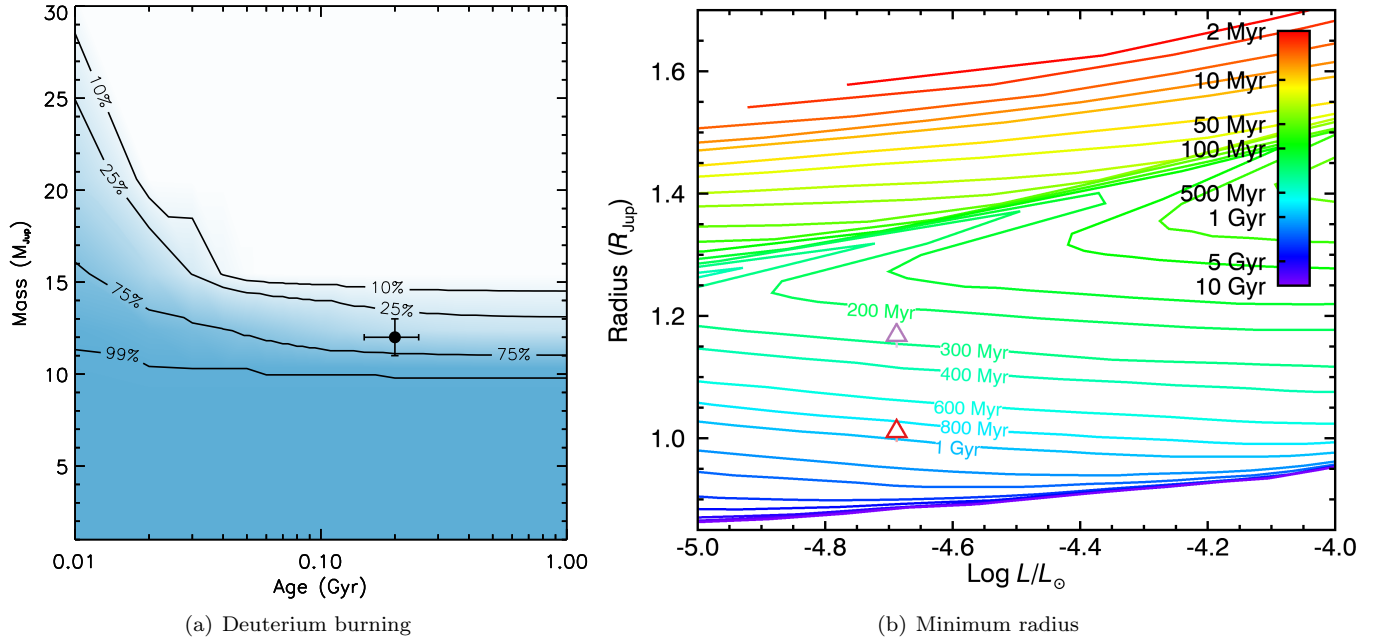 30
25
20
15
10
5
Mass (MJup)
10%
25%
75%
99%
10%
25%
75%
0.01
0.10
1.00
Age (Gyr)
(a) Deuterium burning
1.6
1.4
1.2
1.0
Radius (RJup)
2 Myr
10 Myr
50 Myr
100 Myr
500 Myr
1 Gyr
5 Gyr
10 Gyr
200 Myr
300 Myr
400 Myr
600 Myr
800 Myr
1 Gyr
-5.0
-4.8
-4.6
-4.4
-4.2
-4.0
Log L/L☉
(b) Minimum radius